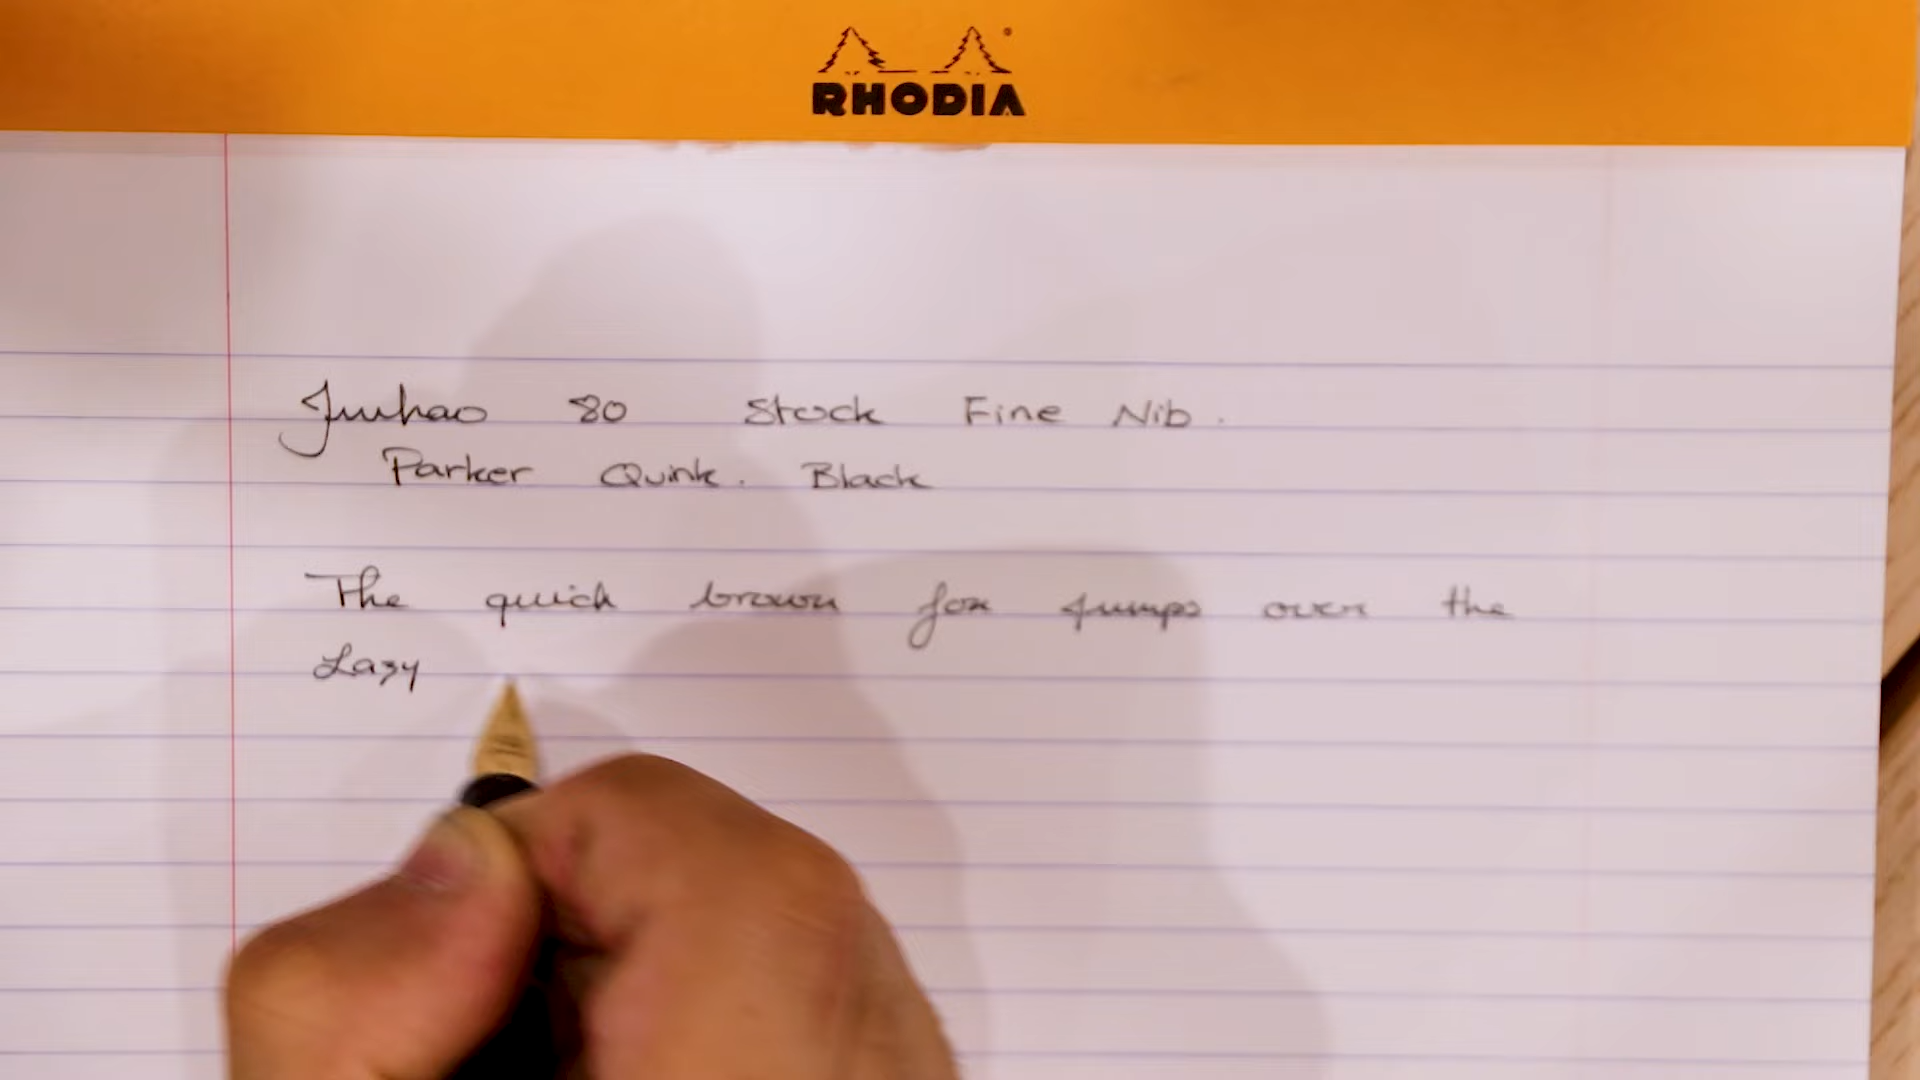 RHODIA
Jinhao 80 Stock Fine Nib.
Parker Quink. Black
The quick brown fox jumps over the
Lazy